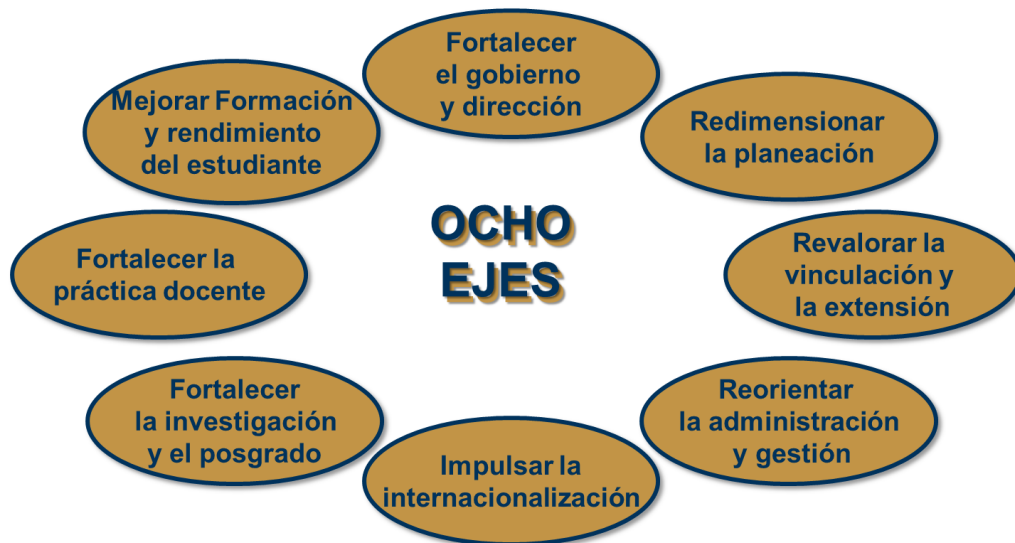 Fortalecer
el gobierno
y dirección
Mejorar Formación
y rendimiento
del estudiante
Redimensionar
la planeación
OCHO
EJES
Fortalecer la
práctica docente
Revalorar la
vinculación y
la extensión
Fortalecer
la investigación
y el posgrado
Reorientar
la administración
y gestión
Impulsar la
internacionalización